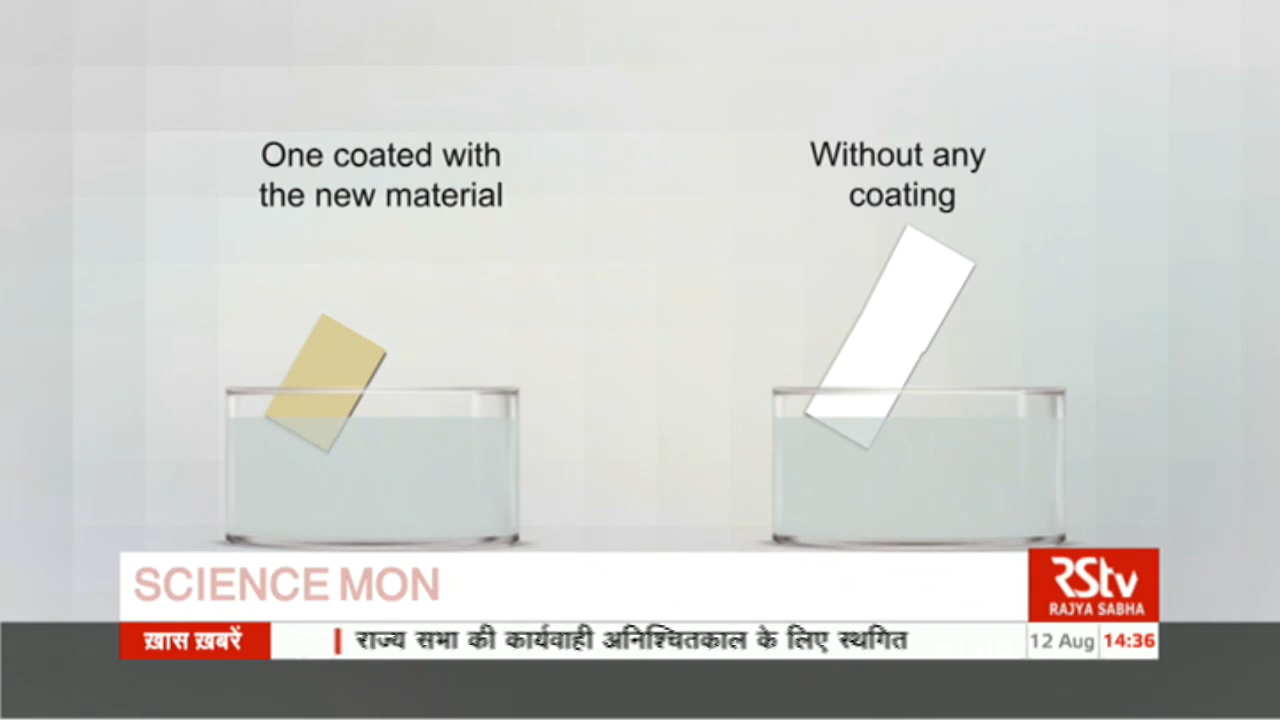 One coated with
the new material
Without any
coating
SCIENCE MON
RStv
RAJYA SABHA
ख़ास ख़बरें
राज्य सभा की कार्यवाही अनिश्चितकाल के लिए स्थगित
12 Aug 14:36